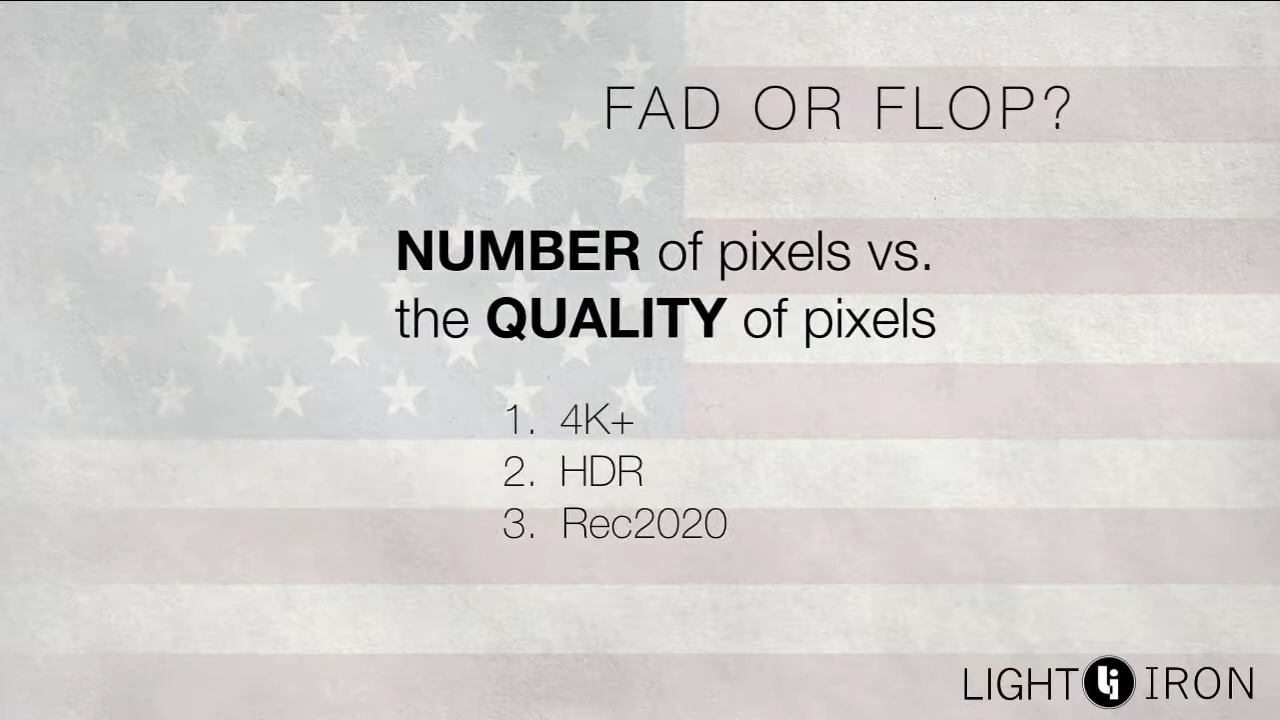 FAD OR FLOP?
NUMBER of pixels vs.
the QUALITY of pixels
1. 4K+
2. HDR
3. Rec2020
LIGHT IRON